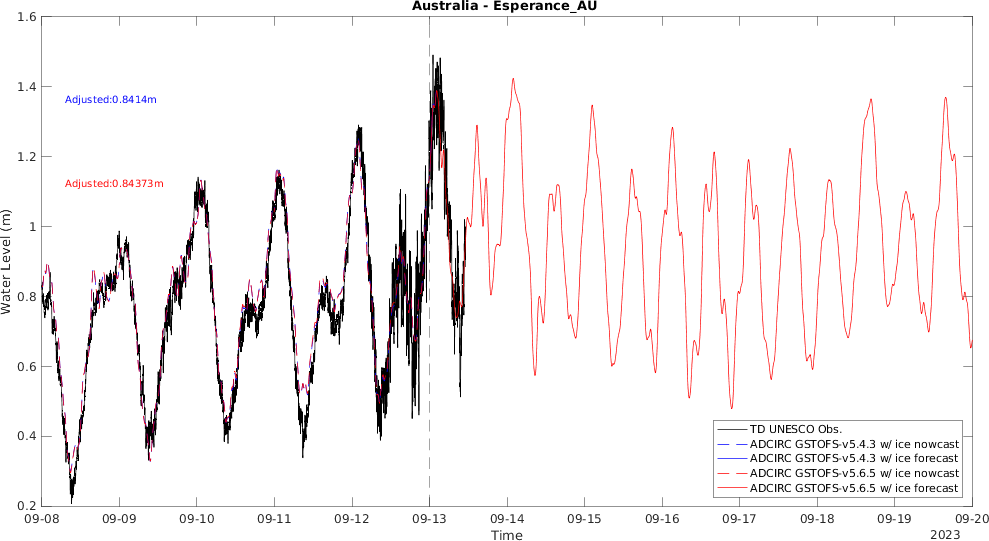 Australia - Esperance_AU
Water Level (m)
1.6
1.4
1.2
1
0.8
0.6
0.4
0.2
Adjusted:0.8414m
Adjusted:0.84373m
TD UNESCO Obs.
ADCIRC GSTOFS-v5.4.3 w/ ice nowcast
ADCIRC GSTOFS-v5.4.3 w/ ice forecast
ADCIRC GSTOFS-v5.6.5 w/ ice nowcast
ADCIRC GSTOFS-v5.6.5 w/ ice forecast
09-08 09-09 09-10 09-11 09-12 09-13 09-14 09-15 09-16 09-17 09-18 09-19 09-20
Time
2023